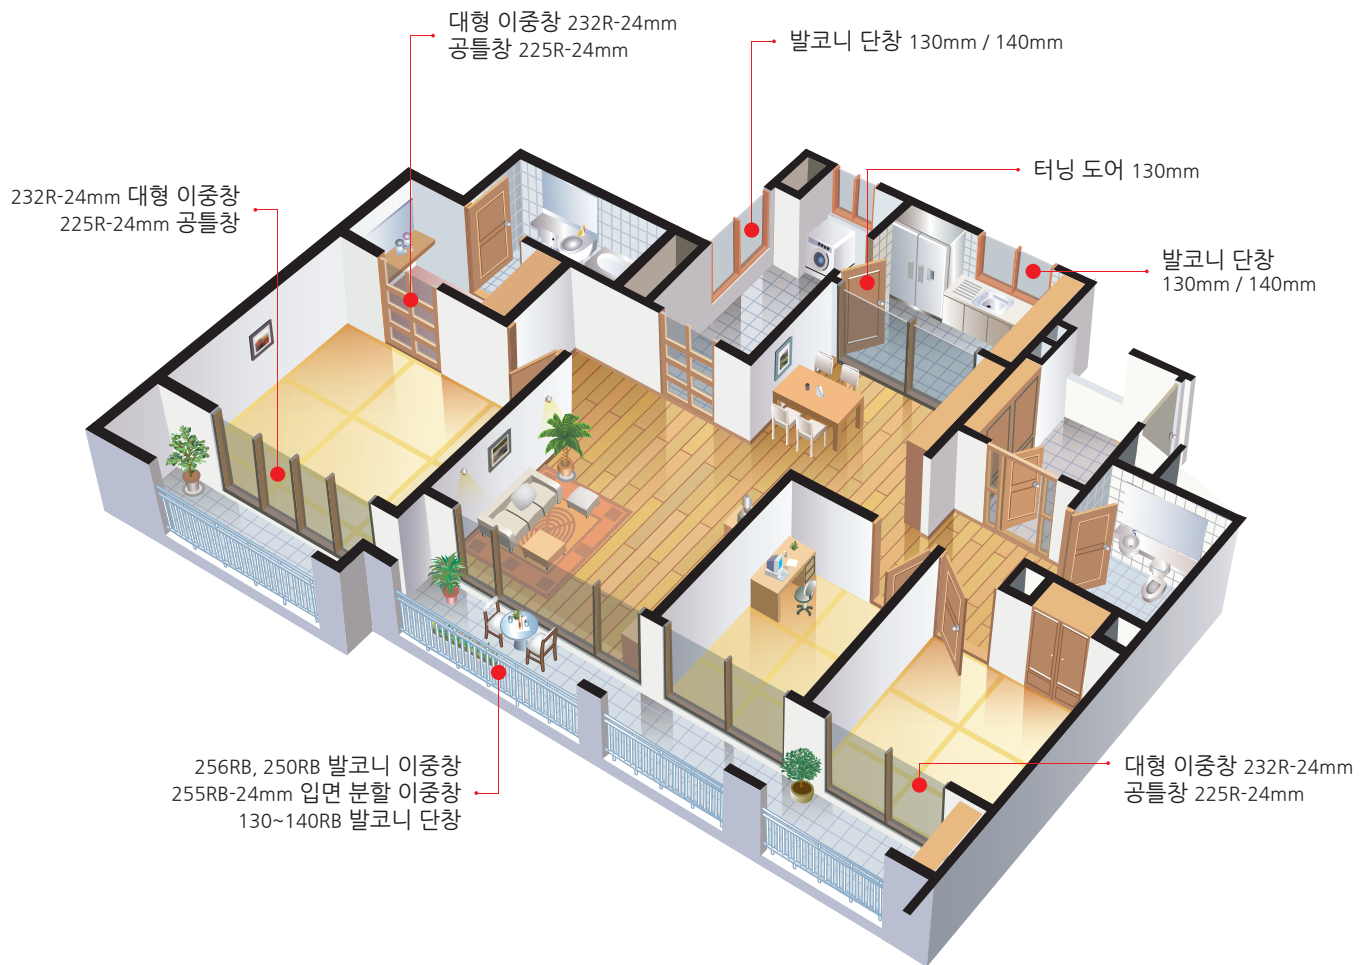 대형 이중창 232R-24mm
공틀창 225R-24mm
발코니 단창 130mm / 140mm
터닝 도어 130mm
232R-24mm 대형 이중창
225R-24mm 공틀창
발코니 단창
130mm / 140mm
256RB, 250RB 발코니 이중창
255RB-24mm 입면 분할 이중창
130~140RB 발코니 단창
대형 이중창 232R-24mm
공틀창 225R-24mm